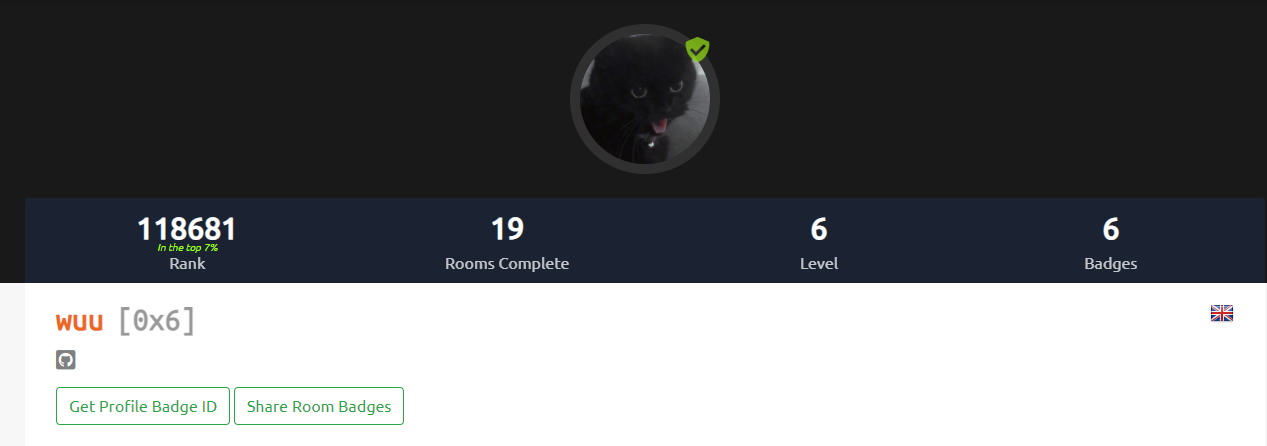 118681 19 6 6
In the top 7%
Rank Rooms Complete Level Badges
wuu [0x6]
Get Profile Badge ID Share Room Badges